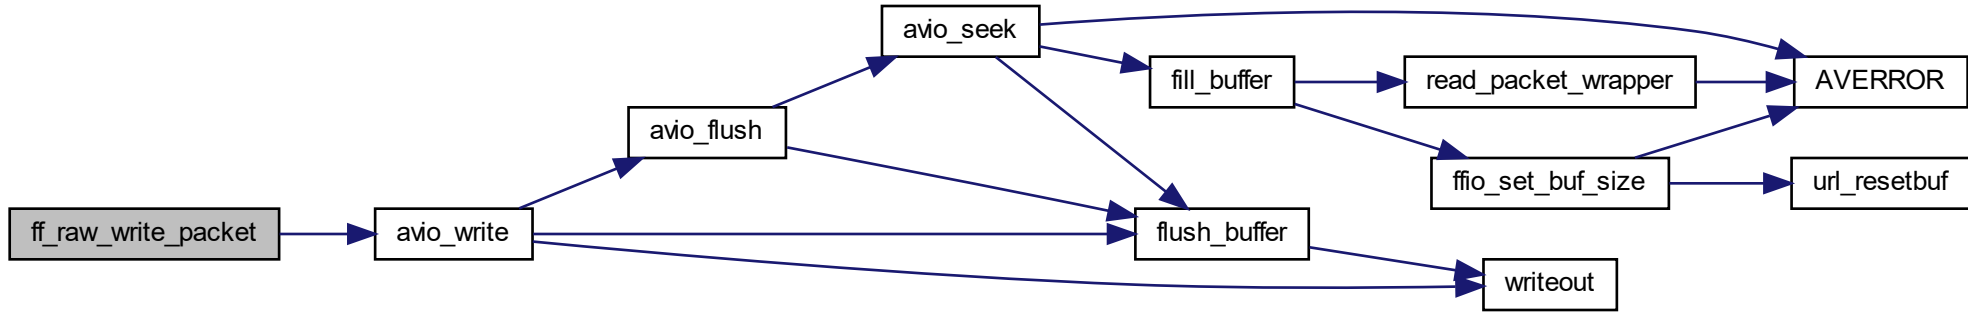 ff_raw_write_packet
avio_write
avio_flush
avio_seek
fill_buffer
flush_buffer
read_packet_wrapper
ffio_set_buf_size
writeout
AVERROR
url_resetbuf